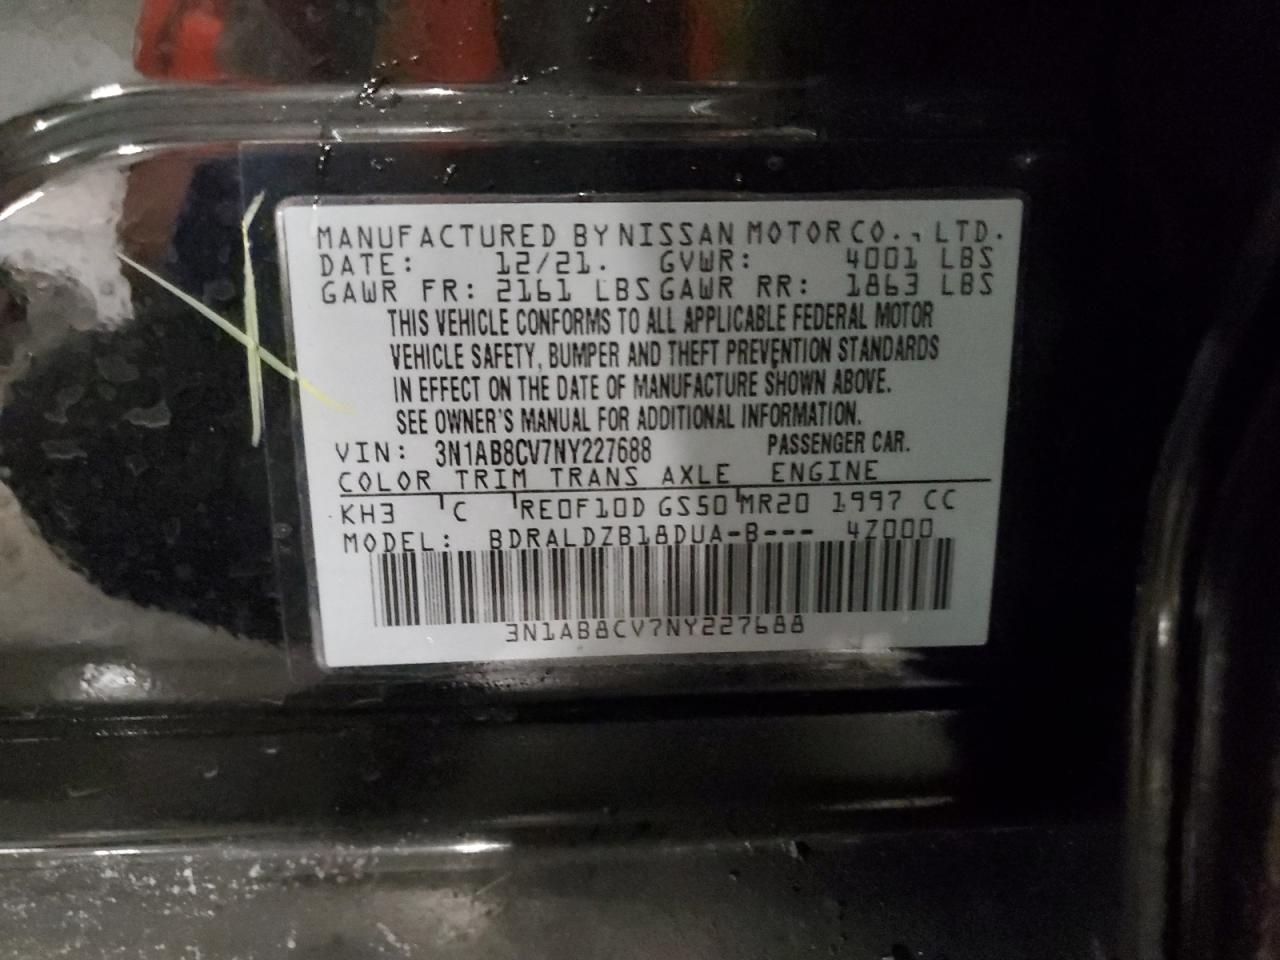 MANUFACTURED BY NISSAN MOTOR CO., LTD.
DATE: 12/21. GVWR: 4001 LBS
GAWR FR: 2161 LBS GAWR RR: 1863 LBS
THIS VEHICLE CONFORMS TO ALL APPLICABLE FEDERAL MOTOR
VEHICLE SAFETY, BUMPER AND THEFT PREVENTION STANDARDS
IN EFFECT ON THE DATE OF MANUFACTURE SHOWN ABOVE.
SEE OWNER'S MANUAL FOR ADDITIONAL INFORMATION.
VIN: 3N1AB8CV7NY227688 PASSENGER CAR.
COLOR TRIM TRANS AXLE ENGINE
KH3 C RE0F10D GS50 MR20 1997 CC
MODEL: BDRALDZB18DUA-B--- 4Z000
3N1AB8CV7NY227688